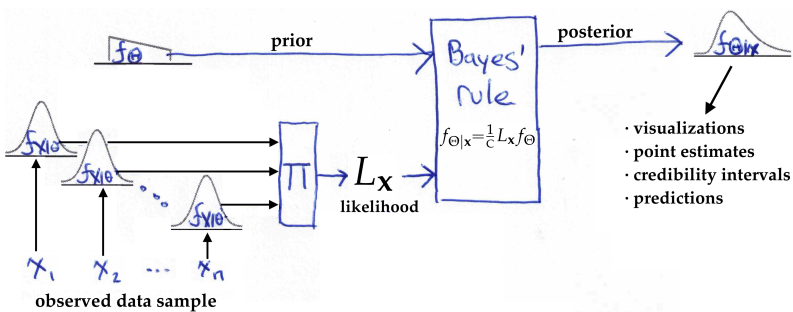 prior
posterior
f_Θ
Bayes'
rule
f_{Θ|x}=\frac{1}{C}L_x f_Θ
f_{Θ|x}
f_{X|Θ}
f_{X|Θ}
f_{X|Θ}
Π
L_x
likelihood
· visualizations
· point estimates
· credibility intervals
· predictions
x_1 x_2 ... x_n
observed data sample